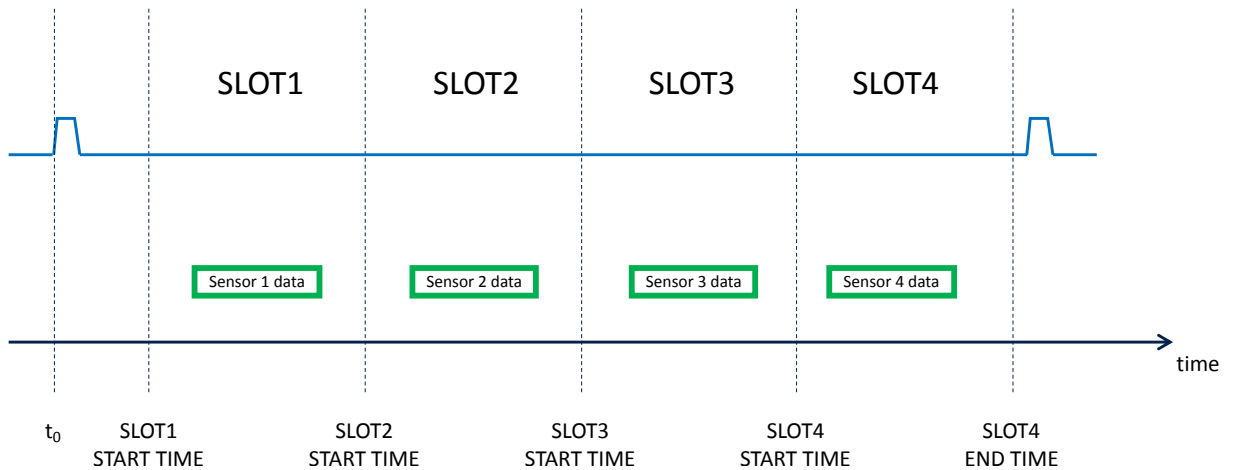 SLOT1
SLOT2
SLOT3
SLOT4
Sensor 1 data
Sensor 2 data
Sensor 3 data
Sensor 4 data
time
t₀
SLOT1
START TIME
SLOT2
START TIME
SLOT3
START TIME
SLOT4
START TIME
SLOT4
END TIME